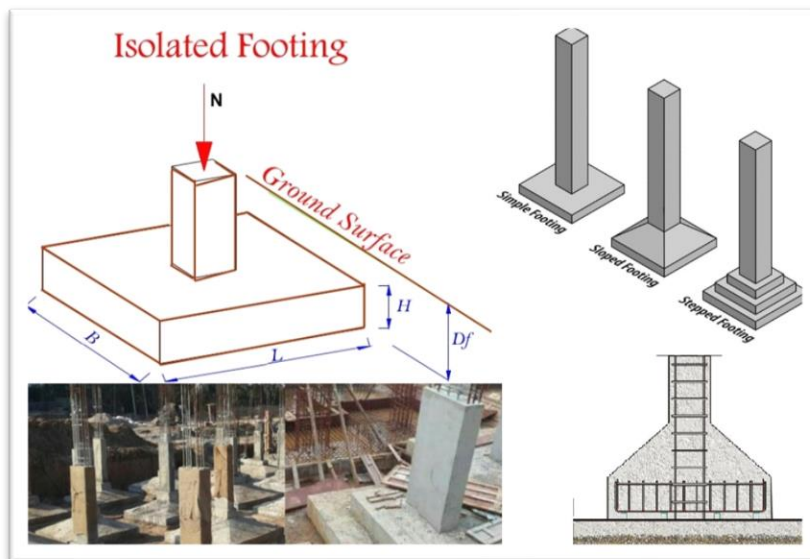 Isolated Footing
N
Ground Surface
H
Df
B
L
Simple Footing
Sloped Footing
Stepped Footing